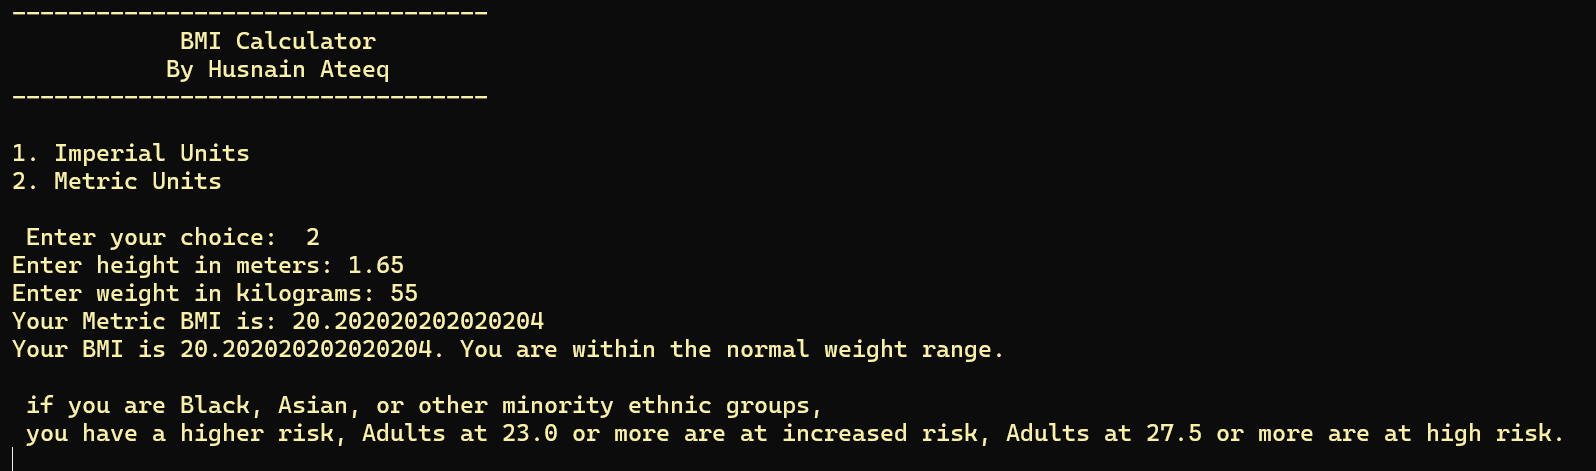 ----------------------------------
BMI Calculator
By Husnain Ateeq
----------------------------------
1. Imperial Units
2. Metric Units
Enter your choice:  2
Enter height in meters: 1.65
Enter weight in kilograms: 55
Your Metric BMI is: 20.202020202020204
Your BMI is 20.202020202020204. You are within the normal weight range.
if you are Black, Asian, or other minority ethnic groups,
you have a higher risk, Adults at 23.0 or more are at increased risk, Adults at 27.5 or more are at high risk.